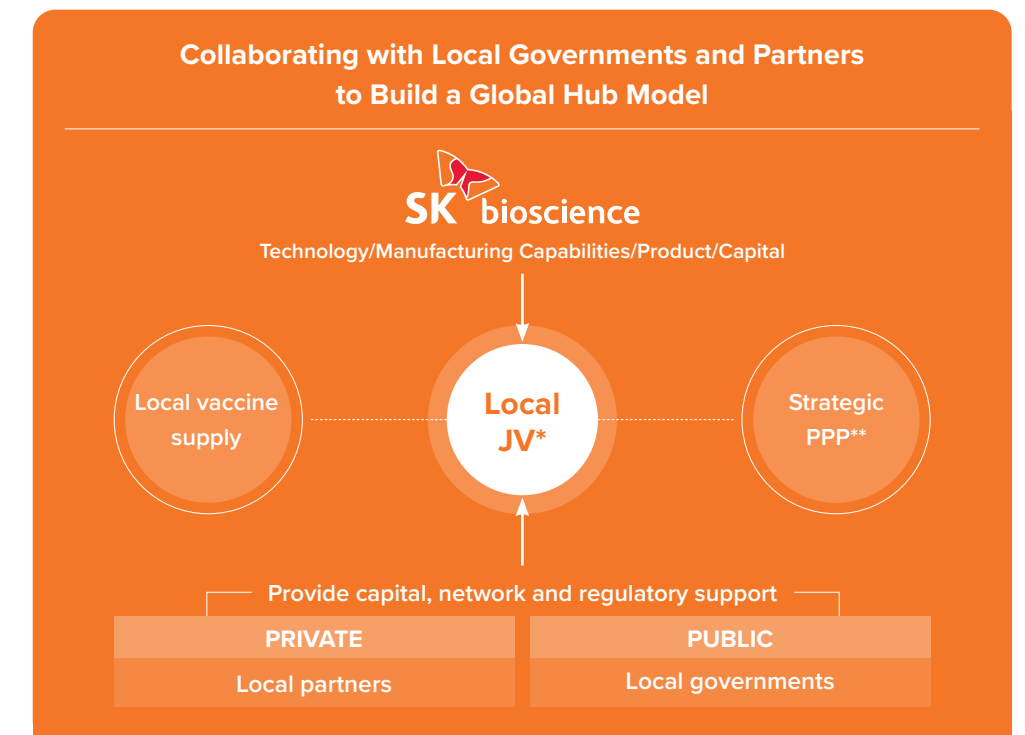 Collaborating with Local Governments and Partners
to Build a Global Hub Model
SK bioscience
Technology/Manufacturing Capabilities/Product/Capital
Local vaccine
supply
Local
JV*
Strategic
PPP**
Provide capital, network and regulatory support
PRIVATE
Local partners
PUBLIC
Local governments